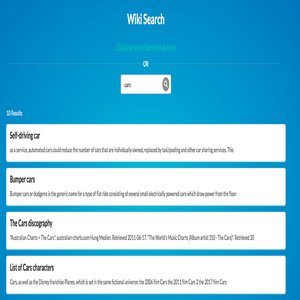 Wiki Search
Click Here for Random Article
OR
cars
10 Results
Self-driving car
as a service, automated cars could reduce the number of cars that are individually owned, replaced by taxi/pooling and other car sharing services. This
Bumper cars
Bumper cars or dodgems is the generic name for a type of flat ride consisting of several small electrically powered cars which draw power from the floor
The Cars discography
"Australian Charts > The Cars". australian-charts.com Hung Medien. Retrieved 2011-06-17. "The World's Music Charts (Album artist 310 - The Cars)". Retrieved 20
List of Cars characters
Cars, as well as the Disney franchise Planes, which is set in the same fictional universe: the 2006 film Cars the 2011 film Cars 2 the 2017 film Cars